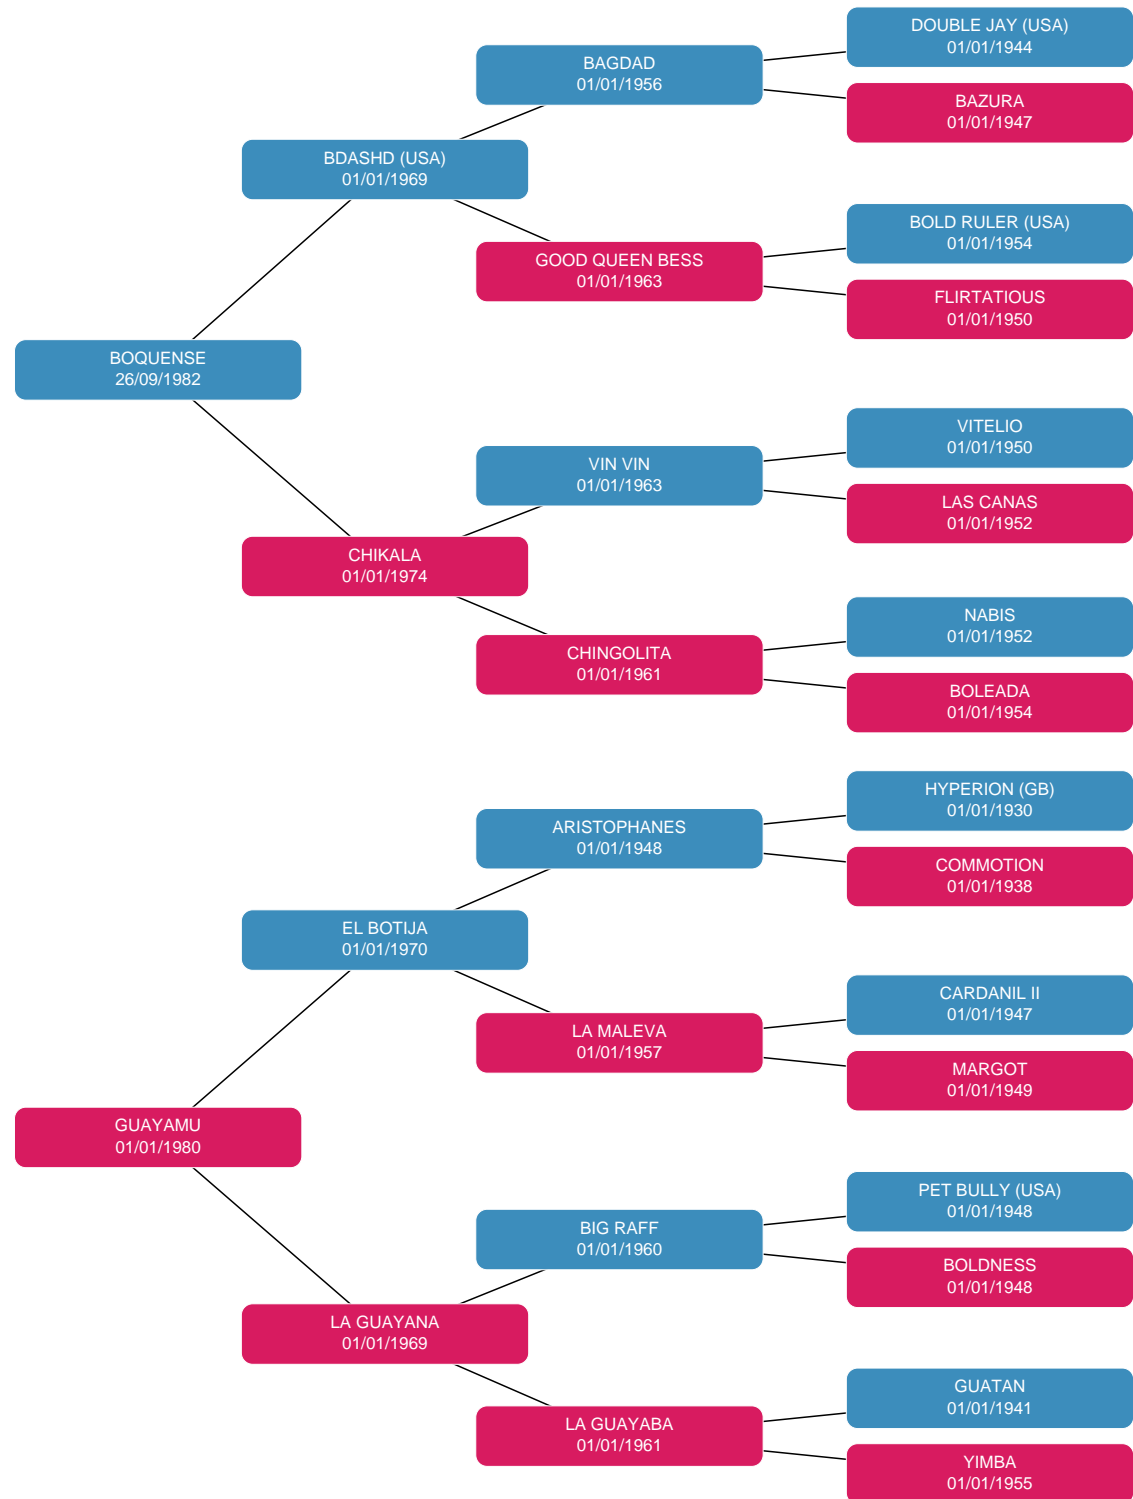 DOUBLE JAY (USA)
01/01/1944
BAGDAD
01/01/1956
BAZURA
01/01/1947
BDASHD (USA)
01/01/1969
BOLD RULER (USA)
01/01/1954
GOOD QUEEN BESS
01/01/1963
FLIRTATIOUS
01/01/1950
BOQUENSE
26/09/1982
VITELIO
01/01/1950
VIN VIN
01/01/1963
LAS CANAS
01/01/1952
CHIKALA
01/01/1974
NABIS
01/01/1952
CHINGOLITA
01/01/1961
BOLEADA
01/01/1954
HYPERION (GB)
01/01/1930
ARISTOPHANES
01/01/1948
COMMOTION
01/01/1938
EL BOTIJA
01/01/1970
CARDANIL II
01/01/1947
LA MALEVA
01/01/1957
MARGOT
01/01/1949
GUAYAMU
01/01/1980
PET BULLY (USA)
01/01/1948
BIG RAFF
01/01/1960
BOLDNESS
01/01/1948
LA GUAYANA
01/01/1969
GUATAN
01/01/1941
LA GUAYABA
01/01/1961
YIMBA
01/01/1955